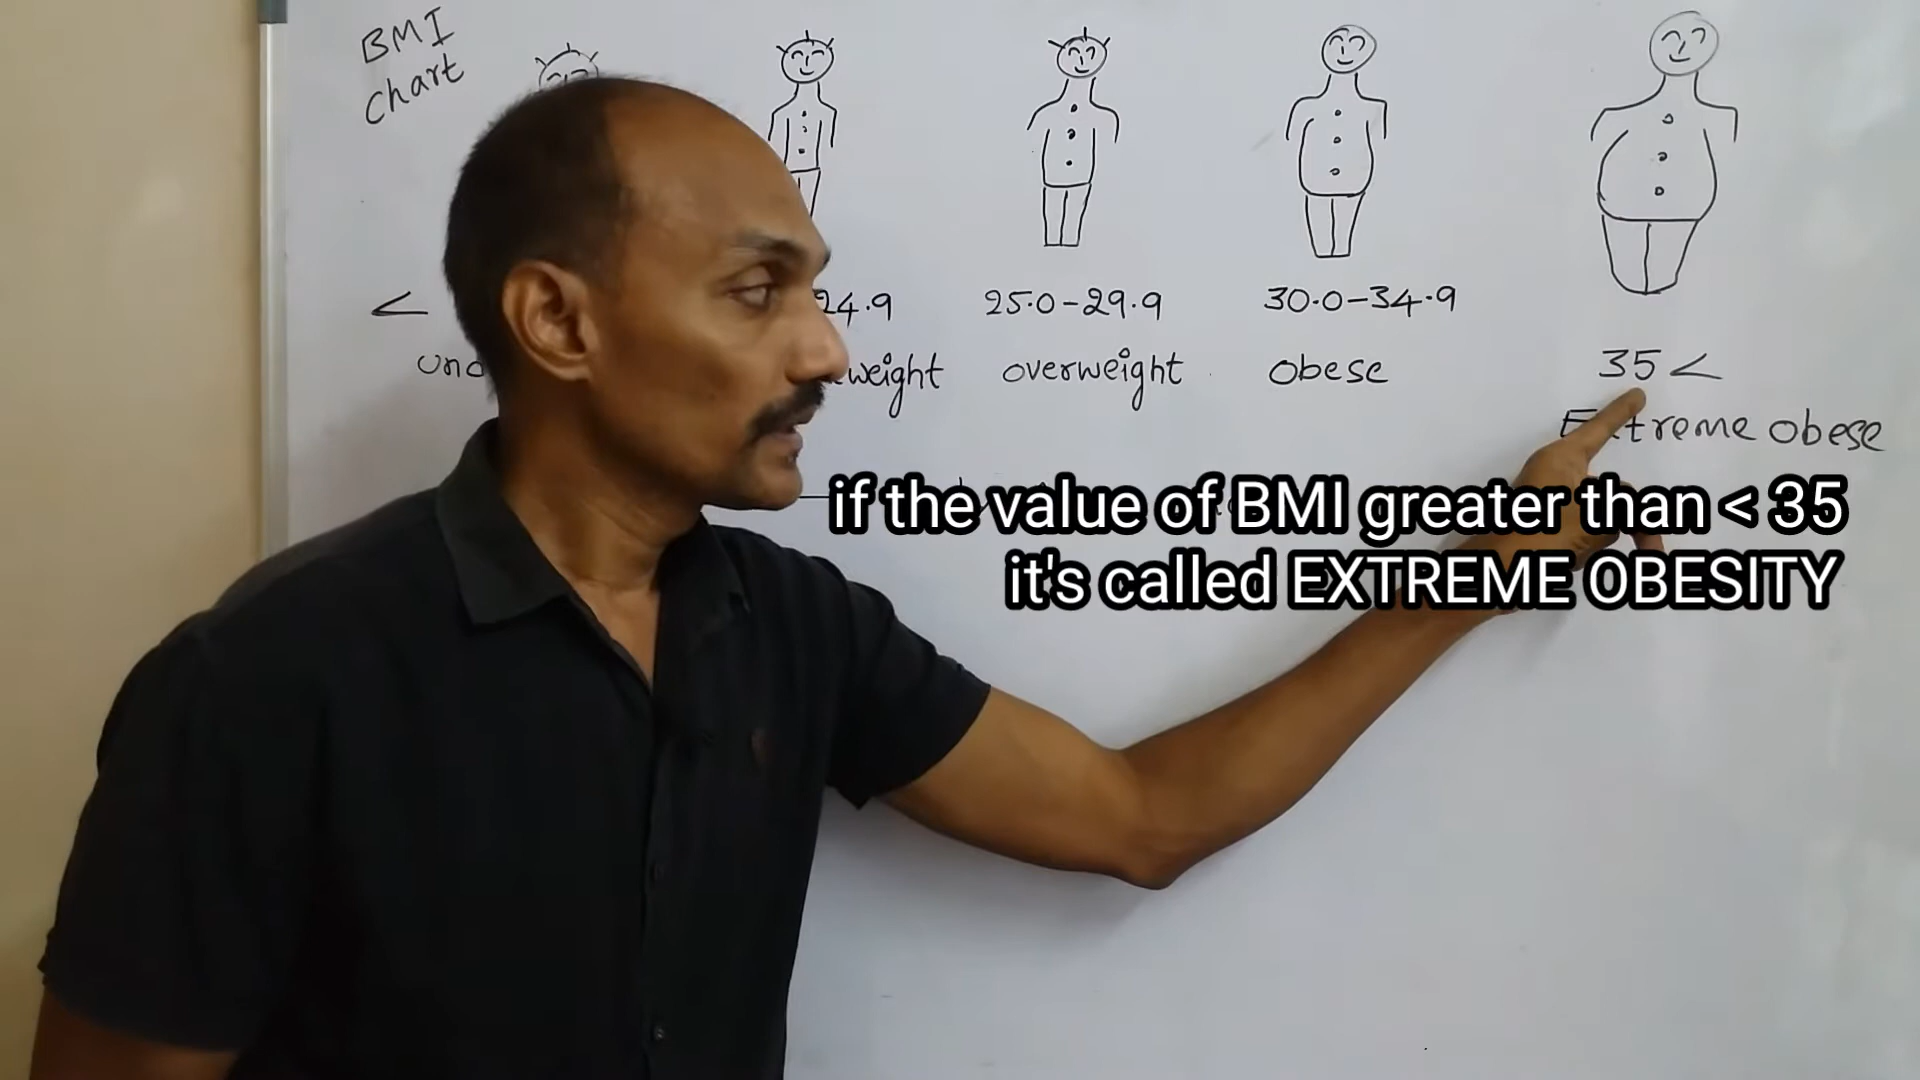 BMI
chart
< 24.9 25.0-29.9 30.0-34.9
weight overweight obese
35<
Extreme obese
if the value of BMI greater than < 35
it's called EXTREME OBESITY